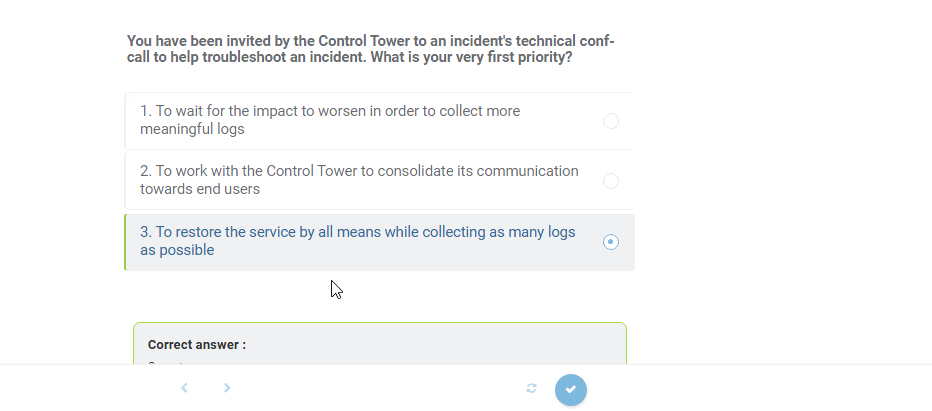 You have been invited by the Control Tower to an incident's technical conf-
call to help troubleshoot an incident. What is your very first priority?
1. To wait for the impact to worsen in order to collect more
meaningful logs
2. To work with the Control Tower to consolidate its communication
towards end users
3. To restore the service by all means while collecting as many logs
as possible
Correct answer :